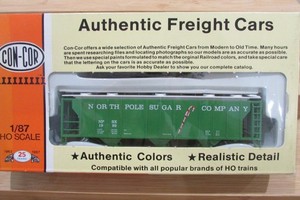 Authentic Freight Cars
CON-COR
Con-Cor offers a wide selection of Authentic Freight Cars from Modern to Old Time. Many hours
are spent researching files and locating photographs so our models are as accurate as possible.
Then we use special paints formulated to match the original Railroad colors, and take special care
that the lettering on the cars is as accurate as possible.
Ask your favorite Hobby Dealer to show you our complete catalog.
NORTH POLE SUGAR COMPANY
1/87
HO SCALE
25
★Authentic Colors ★Realistic Detail
Compatible with all popular brands of HO trains